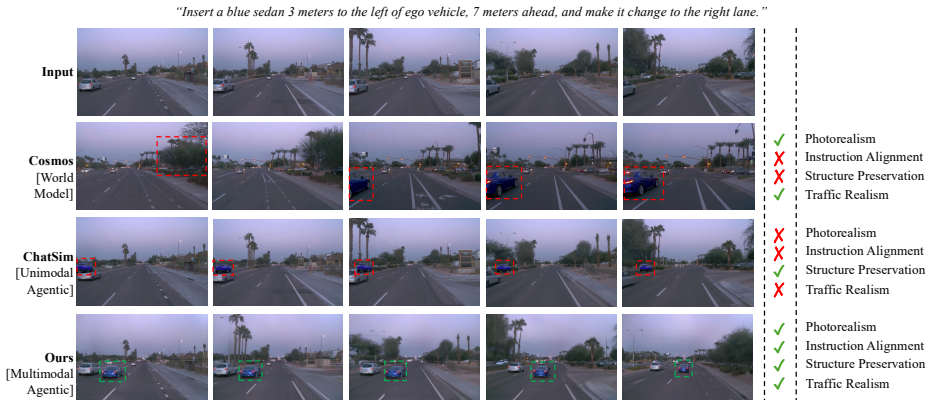 “Insert a blue sedan 3 meters to the left of ego vehicle, 7 meters ahead, and make it change to the right lane.”
Input
Cosmos
[World
Model]
✓ Photorealism
✗ Instruction Alignment
✗ Structure Preservation
✓ Traffic Realism
ChatSim
[Unimodal
Agentic]
✗ Photorealism
✗ Instruction Alignment
✓ Structure Preservation
✗ Traffic Realism
Ours
[Multimodal
Agentic]
✓ Photorealism
✓ Instruction Alignment
✓ Structure Preservation
✓ Traffic Realism